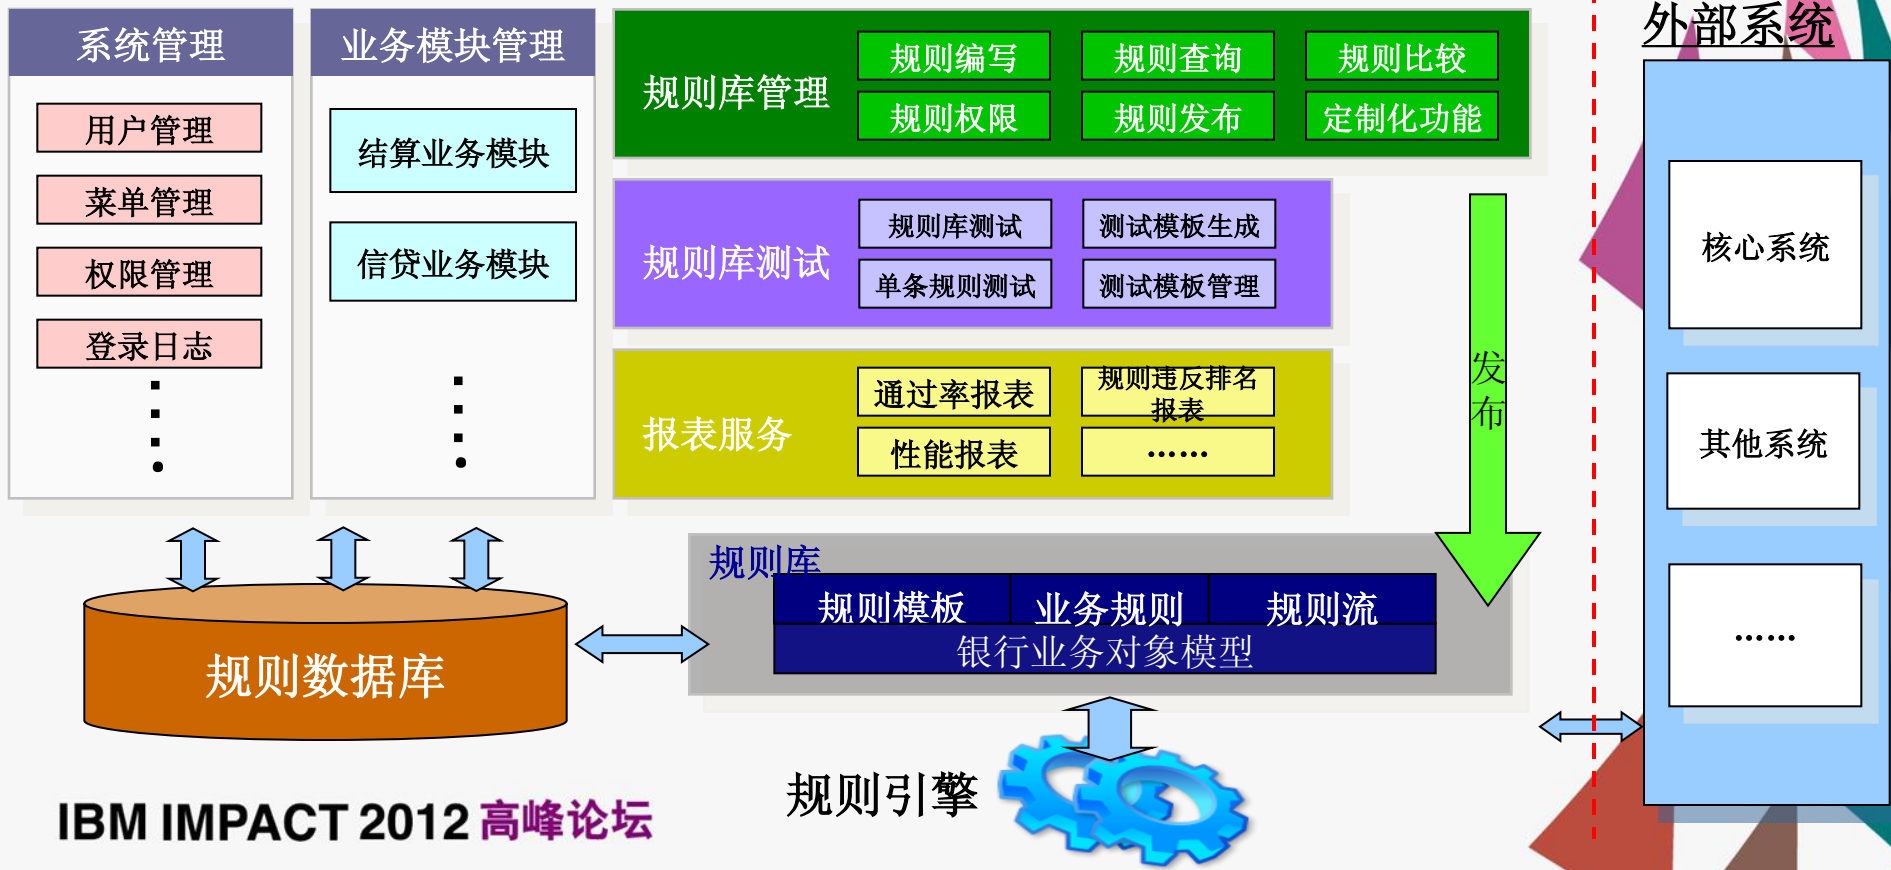 系统管理
用户管理
菜单管理
权限管理
登录日志
业务模块管理
结算业务模块
信贷业务模块
规则库管理
规则编写
规则查询
规则比较
规则权限
规则发布
定制化功能
规则库测试
规则库测试
测试模板生成
单条规则测试
测试模板管理
报表服务
通过率报表
规则违反排名
报表
性能报表
……
发
布
外部系统
核心系统
其他系统
……
规则数据库
规则库
规则模板
业务规则
规则流
银行业务对象模型
规则引擎
IBM IMPACT 2012 高峰论坛